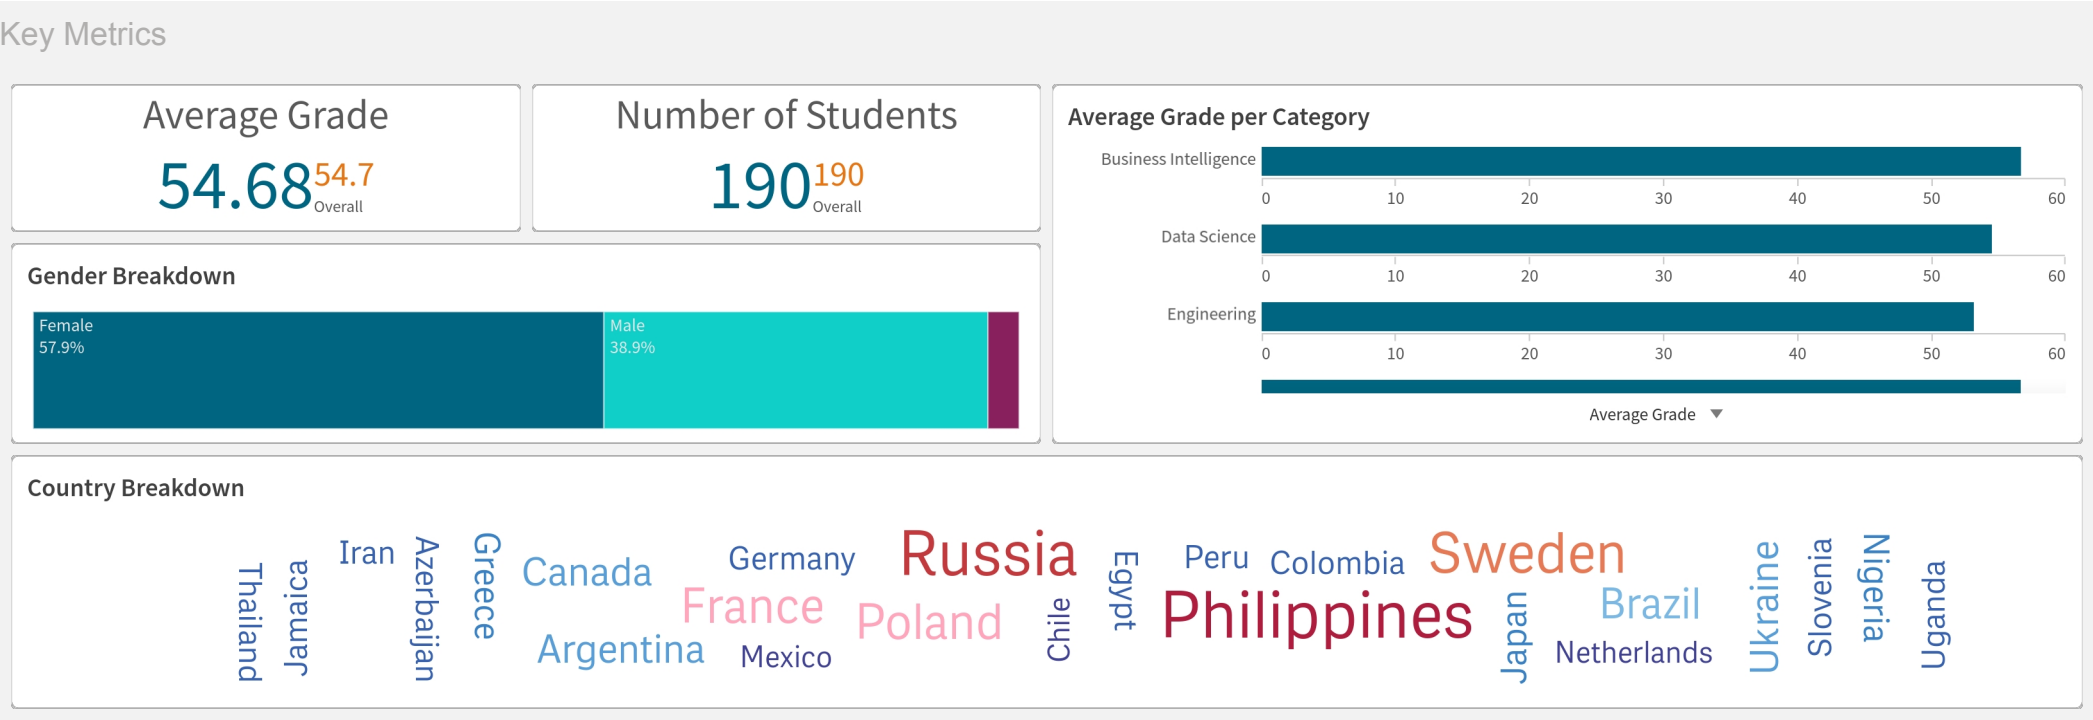 Key Metrics
Average Grade
54.68 54.7
Overall
Number of Students
190 190
Overall
Gender Breakdown
Female
57.9%
Male
38.9%
Average Grade per Category
Business Intelligence
0 10 20 30 40 50 60
Data Science
0 10 20 30 40 50 60
Engineering
0 10 20 30 40 50 60
Average Grade
Country Breakdown
Thailand
Jamaica
Iran
Azerbaijan
Greece
Canada
Argentina
France
Germany
Mexico
Poland
Russia
Chile
Egypt
Peru
Colombia
Philippines
Sweden
Japan
Brazil
Netherlands
Ukraine
Slovenia
Nigeria
Uganda